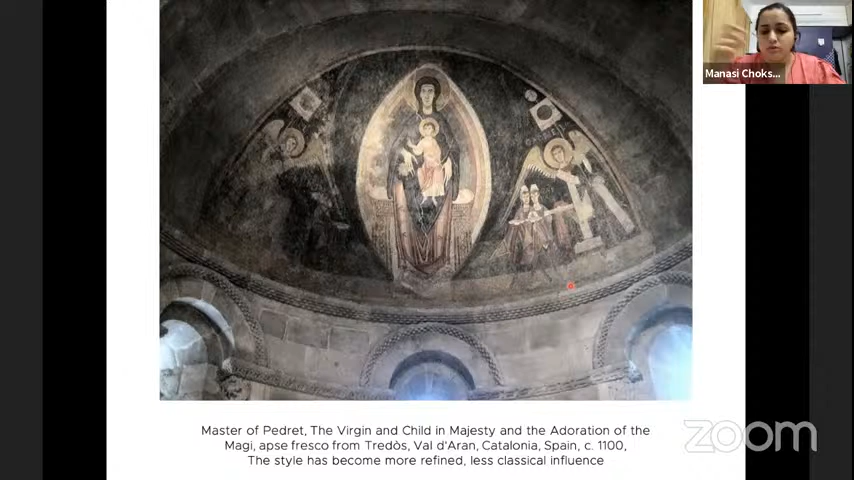 Manasi Choks...
Master of Pedret, The Virgin and Child in Majesty and the Adoration of the
Magi, apse fresco from Tredòs, Val d'Aran, Catalonia, Spain, c. 1100,
The style has become more refined, less classical influence
zoom